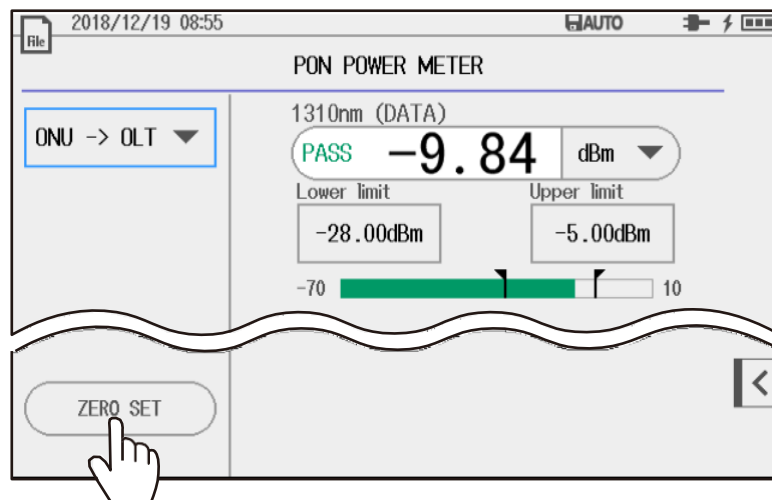 File
2018/12/19 08:55
AUTO
PON POWER METER
ONU -> OLT
1310nm (DATA)
PASS -9.84 dBm
Lower limit Upper limit
-28.00dBm -5.00dBm
-70 10
ZERO SET